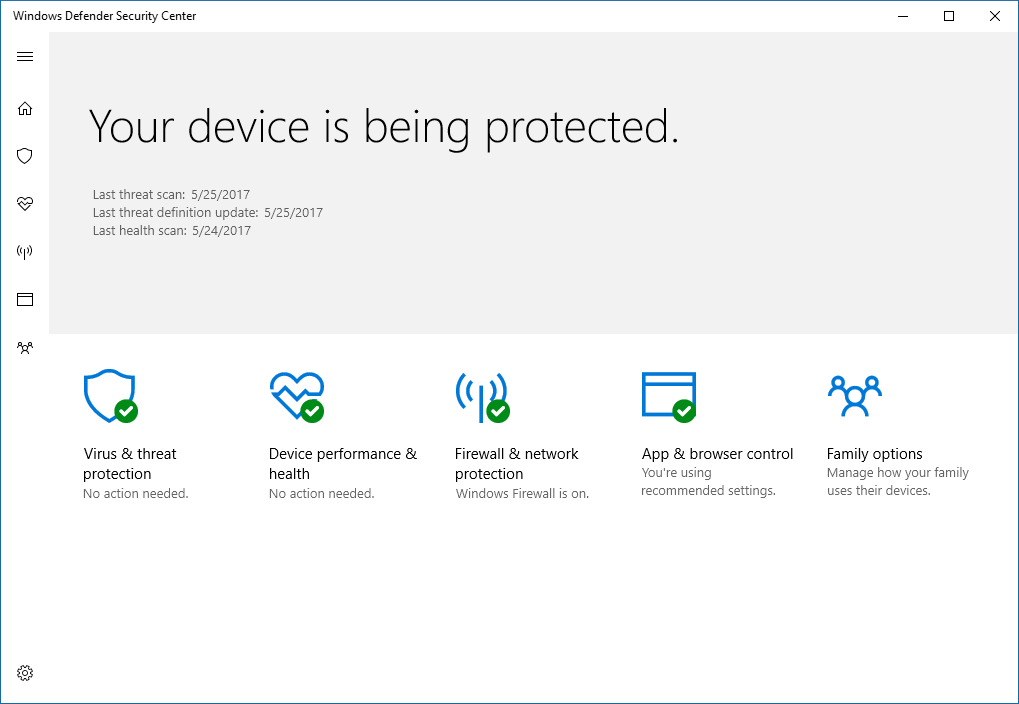 Windows Defender Security Center
Your device is being protected.
Last threat scan: 5/25/2017
Last threat definition update: 5/25/2017
Last health scan: 5/24/2017
Virus & threat
protection
No action needed.
Device performance &
health
No action needed.
Firewall & network
protection
Windows Firewall is on.
App & browser control
You're using
recommended settings.
Family options
Manage how your family
uses their devices.